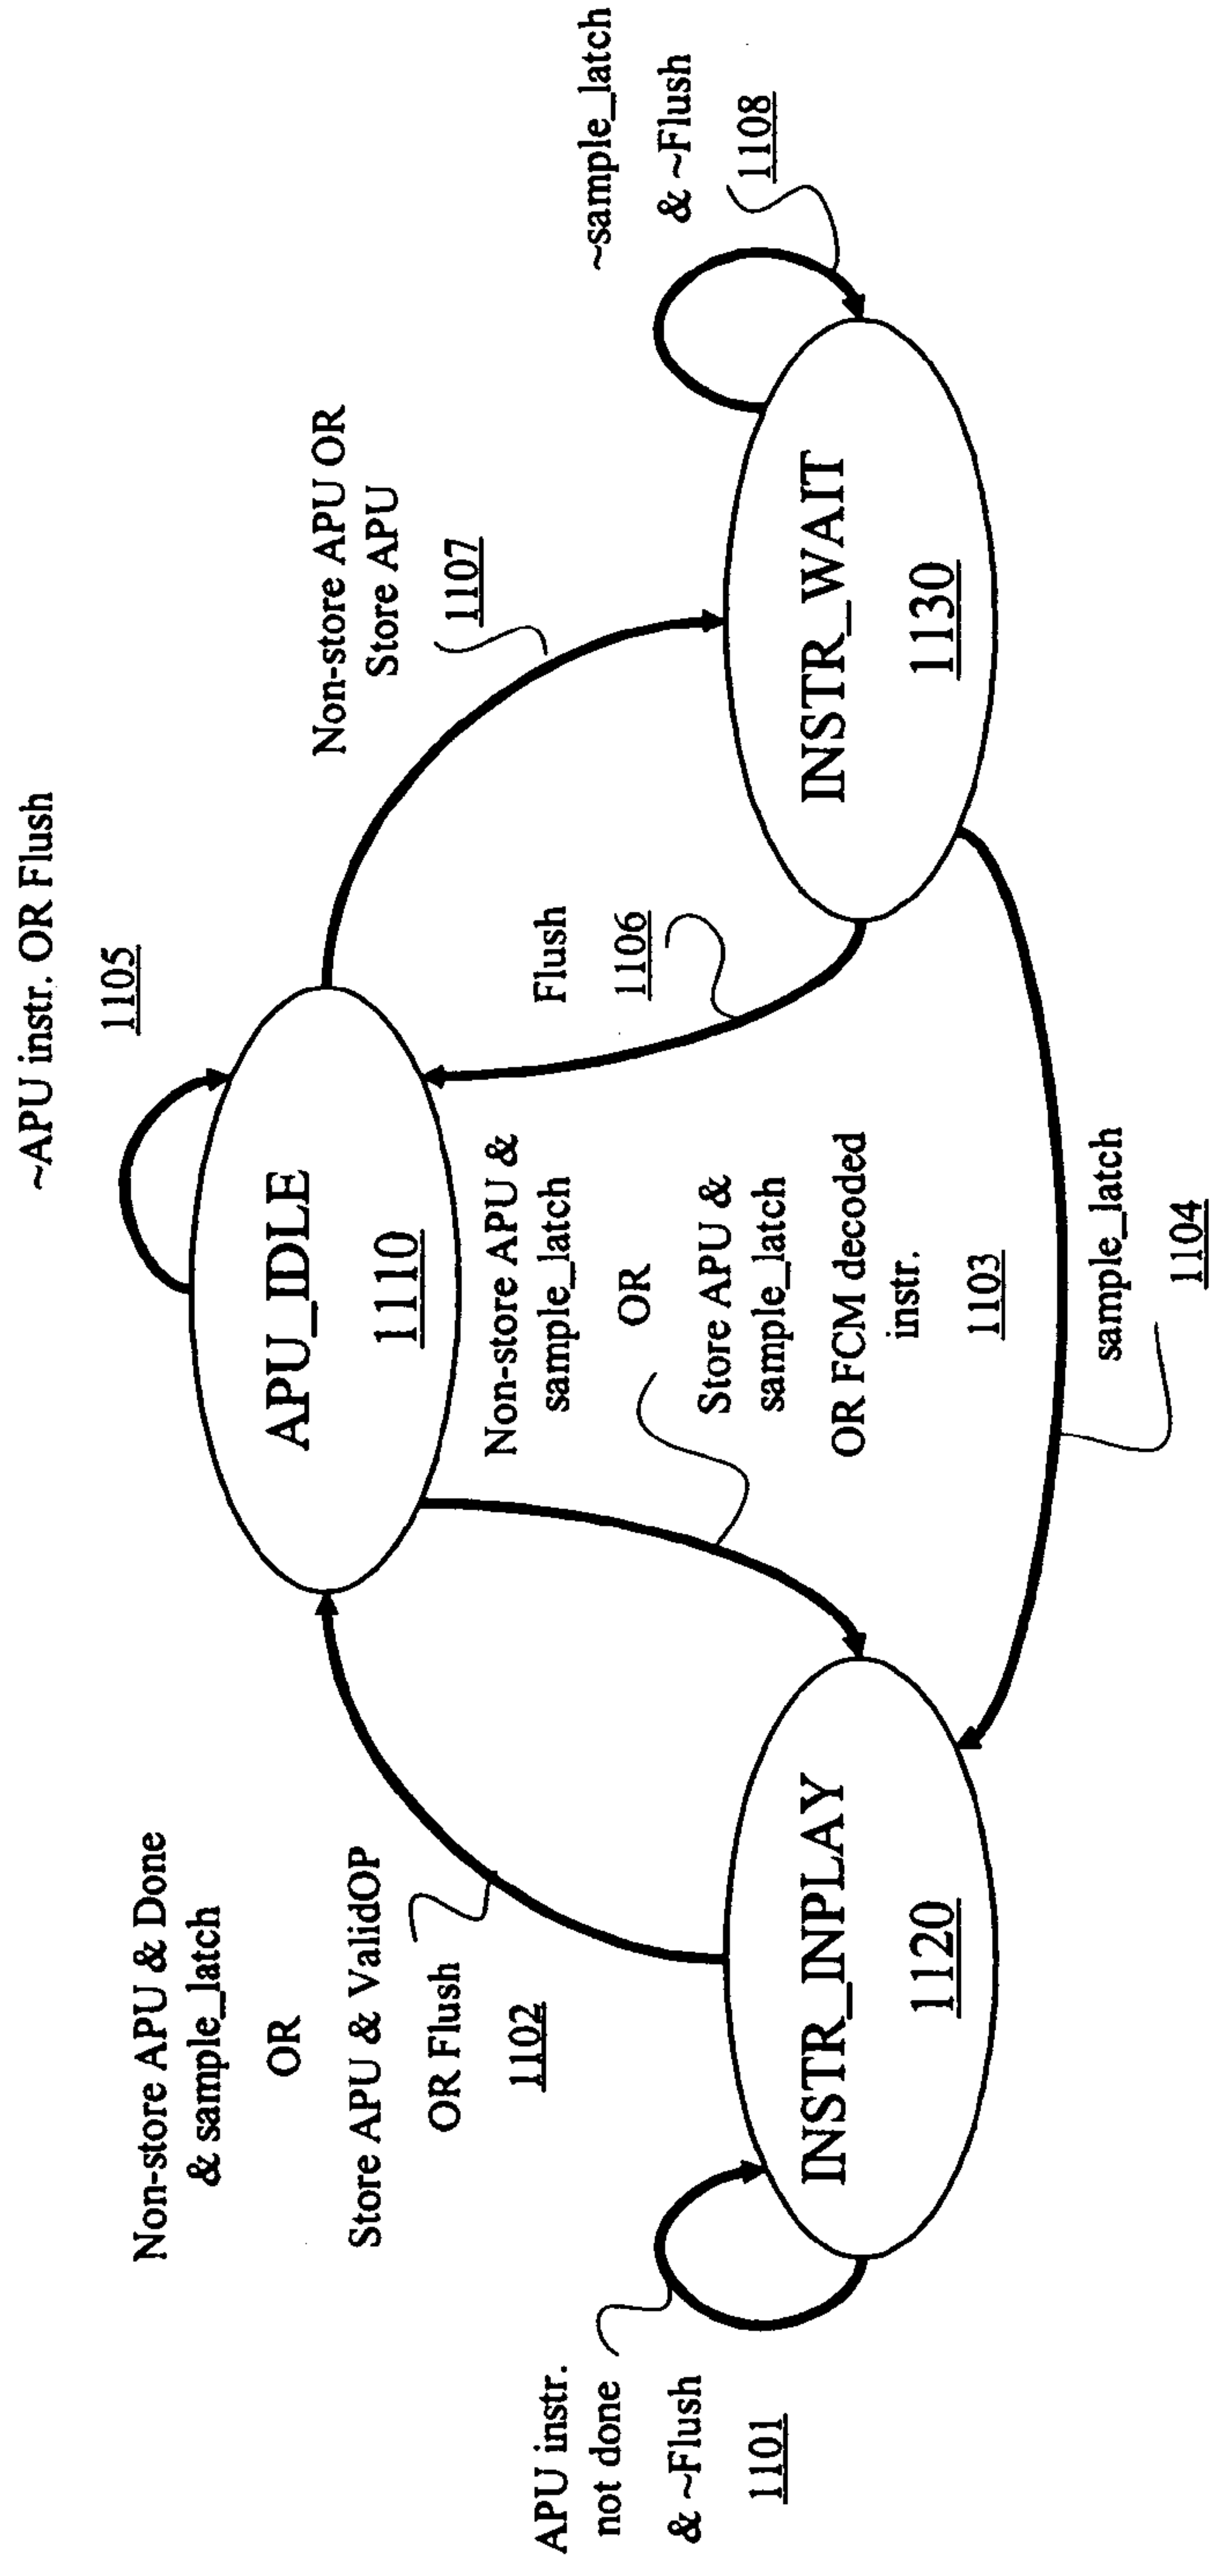 ~APU instr. OR Flush
1105
Non-store APU & Done
& sample_latch
OR
Store APU & ValidOP
OR Flush
1102
APU_IDLE
1110
Non-store APU OR
Store APU
1107
Non-store APU &
sample_latch
OR
Store APU &
sample_latch
OR FCM decoded
instr.
1103
Flush
1106
APU instr.
not done
& ~Flush
1101
~sample_latch
& ~Flush
1108
INSTR_INPLAY
1120
INSTR_WAIT
1130
sample_latch
1104